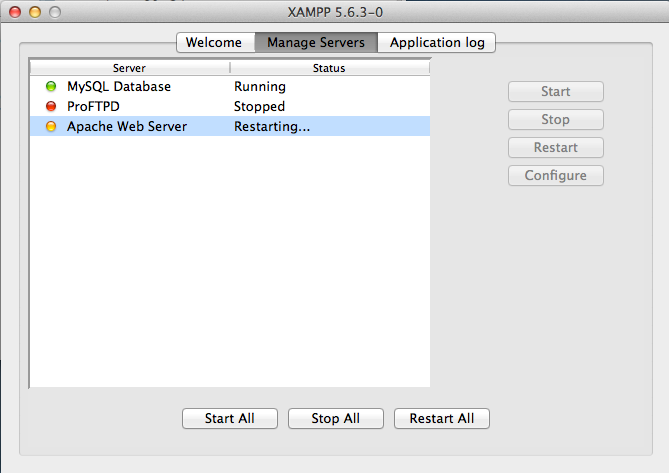 XAMPP 5.6.3-0
Welcome Manage Servers Application log
Server Status
MySQL Database Running
ProFTPD Stopped
Apache Web Server Restarting...
Start
Stop
Restart
Configure
Start All Stop All Restart All